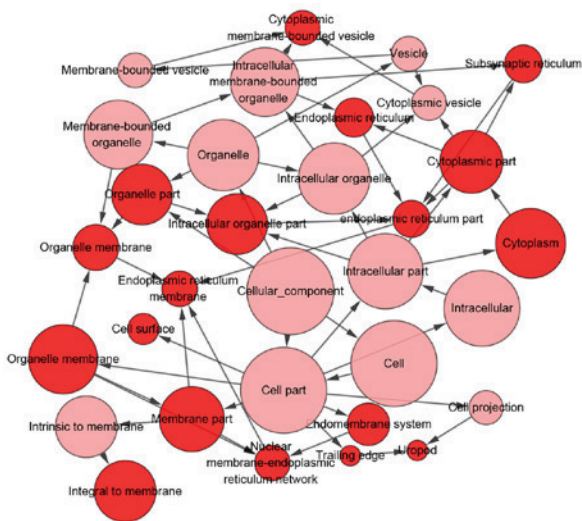 Cytoplasmic
membrane-bounded vesicle
Vesicle
Membrane-bounded vesicle
Intracellular
membrane-bounded
organelle
Subsynaptic reticulum
Cytoplasmic vesicle
Endoplasmic reticulum
Membrane-bounded
organelle
Organelle
Cytoplasmic part
Intracellular organelle
Organelle part
Intracellular organelle part
endoplasmic reticulum part
Organelle membrane
Cytoplasm
Endoplasmic reticulum
membrane
Cellular_component
Intracellular part
Intracellular
Cell surface
Organelle membrane
Cell
Cell part
Membrane part
Cell projection
Intrinsic to membrane
Endomembrane system
Nuclear
membrane-endoplasmic
reticulum network
Trailing edge
Uropod
Integral to membrane